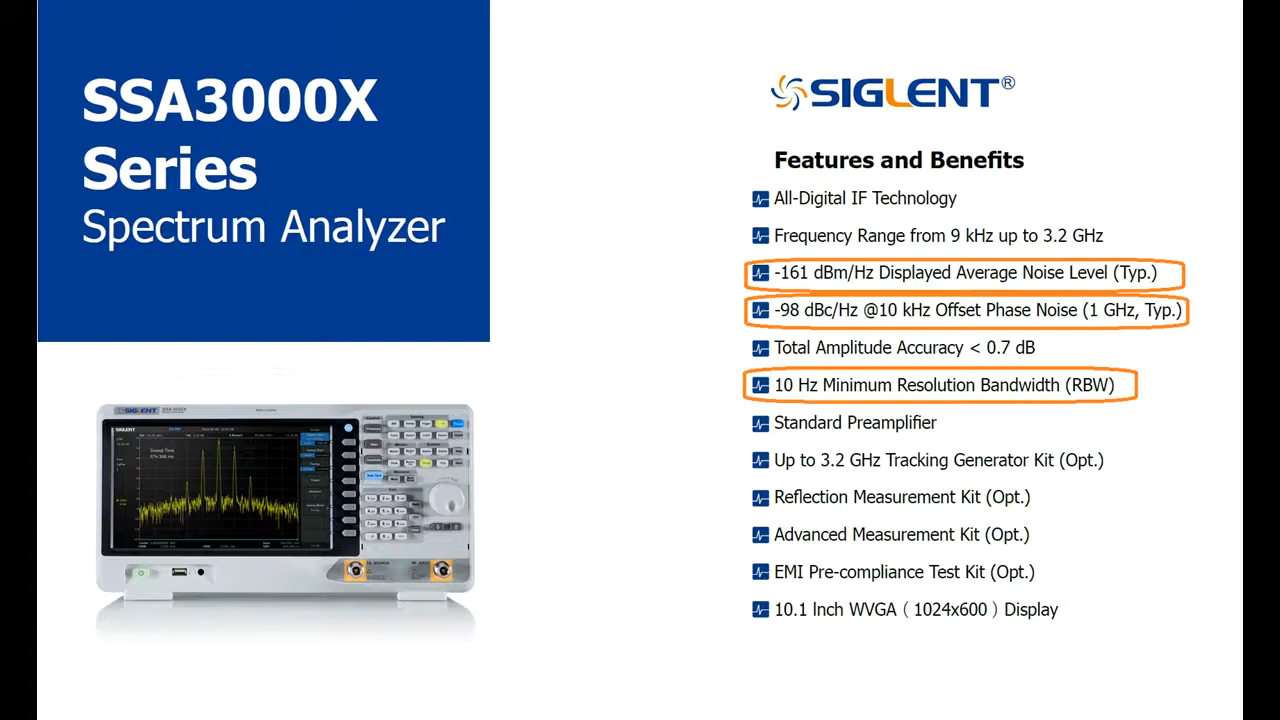 SSA3000X
Series
Spectrum Analyzer
SIGLENT®
Features and Benefits
All-Digital IF Technology
Frequency Range from 9 kHz up to 3.2 GHz
-161 dBm/Hz Displayed Average Noise Level (Typ.)
-98 dBc/Hz @10 kHz Offset Phase Noise (1 GHz, Typ.)
Total Amplitude Accuracy < 0.7 dB
10 Hz Minimum Resolution Bandwidth (RBW)
Standard Preamplifier
Up to 3.2 GHz Tracking Generator Kit (Opt.)
Reflection Measurement Kit (Opt.)
Advanced Measurement Kit (Opt.)
EMI Pre-compliance Test Kit (Opt.)
10.1 Inch WVGA（1024x600）Display
SIGLENT
SIGLENT
Sweep Time